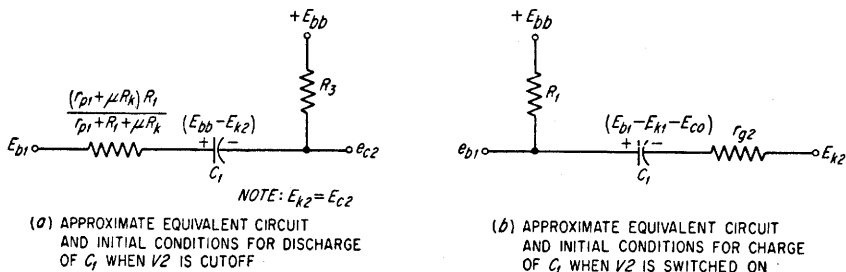 +E_bb
R_3
(r_p1+μR_k)R_1
r_p1+R_1+μR_k
(E_bb−E_k2)
+ −
E_b1
e_c2
C_1
NOTE: E_k2=E_c2
(a) APPROXIMATE EQUIVALENT CIRCUIT
AND INITIAL CONDITIONS FOR DISCHARGE
OF C_1 WHEN V2 IS CUTOFF
+E_bb
R_1
(E_b1−E_k1−E_co)
r_g2
+ −
e_b1
E_k2
C_1
(b) APPROXIMATE EQUIVALENT CIRCUIT
AND INITIAL CONDITIONS FOR CHARGE
OF C_1 WHEN V2 IS SWITCHED ON